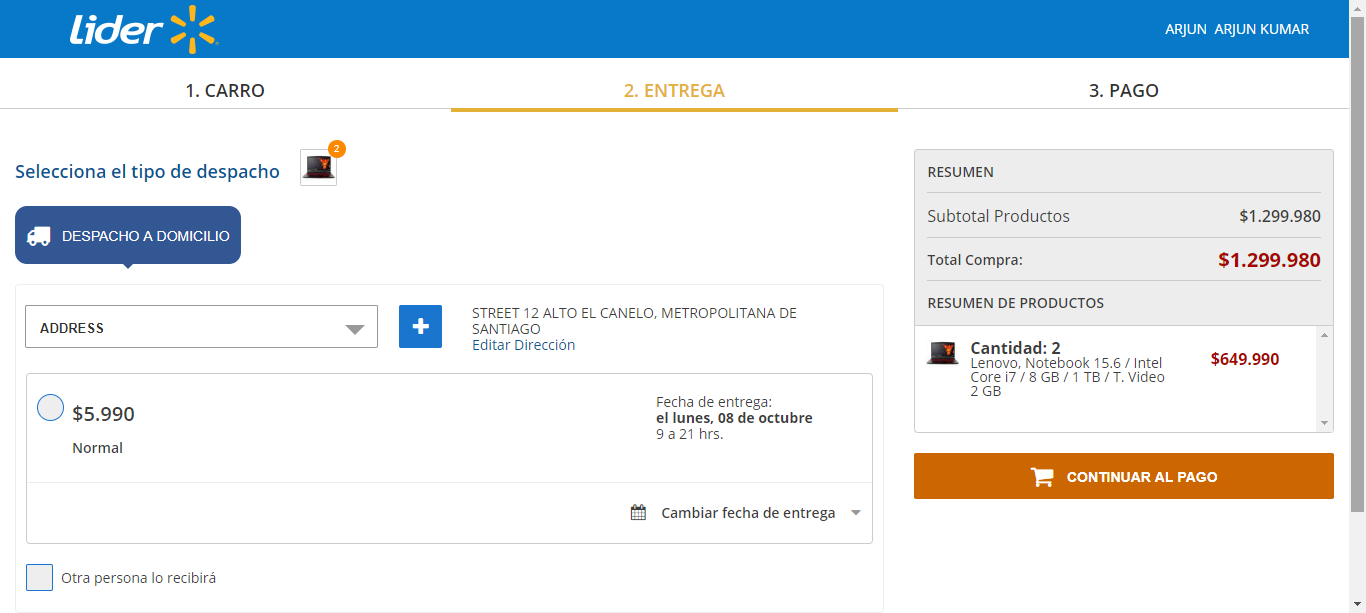 Lider
ARJUN ARJUN KUMAR
1. CARRO
2. ENTREGA
3. PAGO
Selecciona el tipo de despacho
2
DESPACHO A DOMICILIO
ADDRESS
+
STREET 12 ALTO EL CANELO, METROPOLITANA DE
SANTIAGO
Editar Dirección
$5.990
Normal
Fecha de entrega:
el lunes, 08 de octubre
9 a 21 hrs.
Cambiar fecha de entrega
Otra persona lo recibirá
RESUMEN
Subtotal Productos $1.299.980
Total Compra: $1.299.980
RESUMEN DE PRODUCTOS
Cantidad: 2
Lenovo, Notebook 15.6 / Intel
Core i7 / 8 GB / 1 TB / T. Video
2 GB
$649.990
CONTINUAR AL PAGO